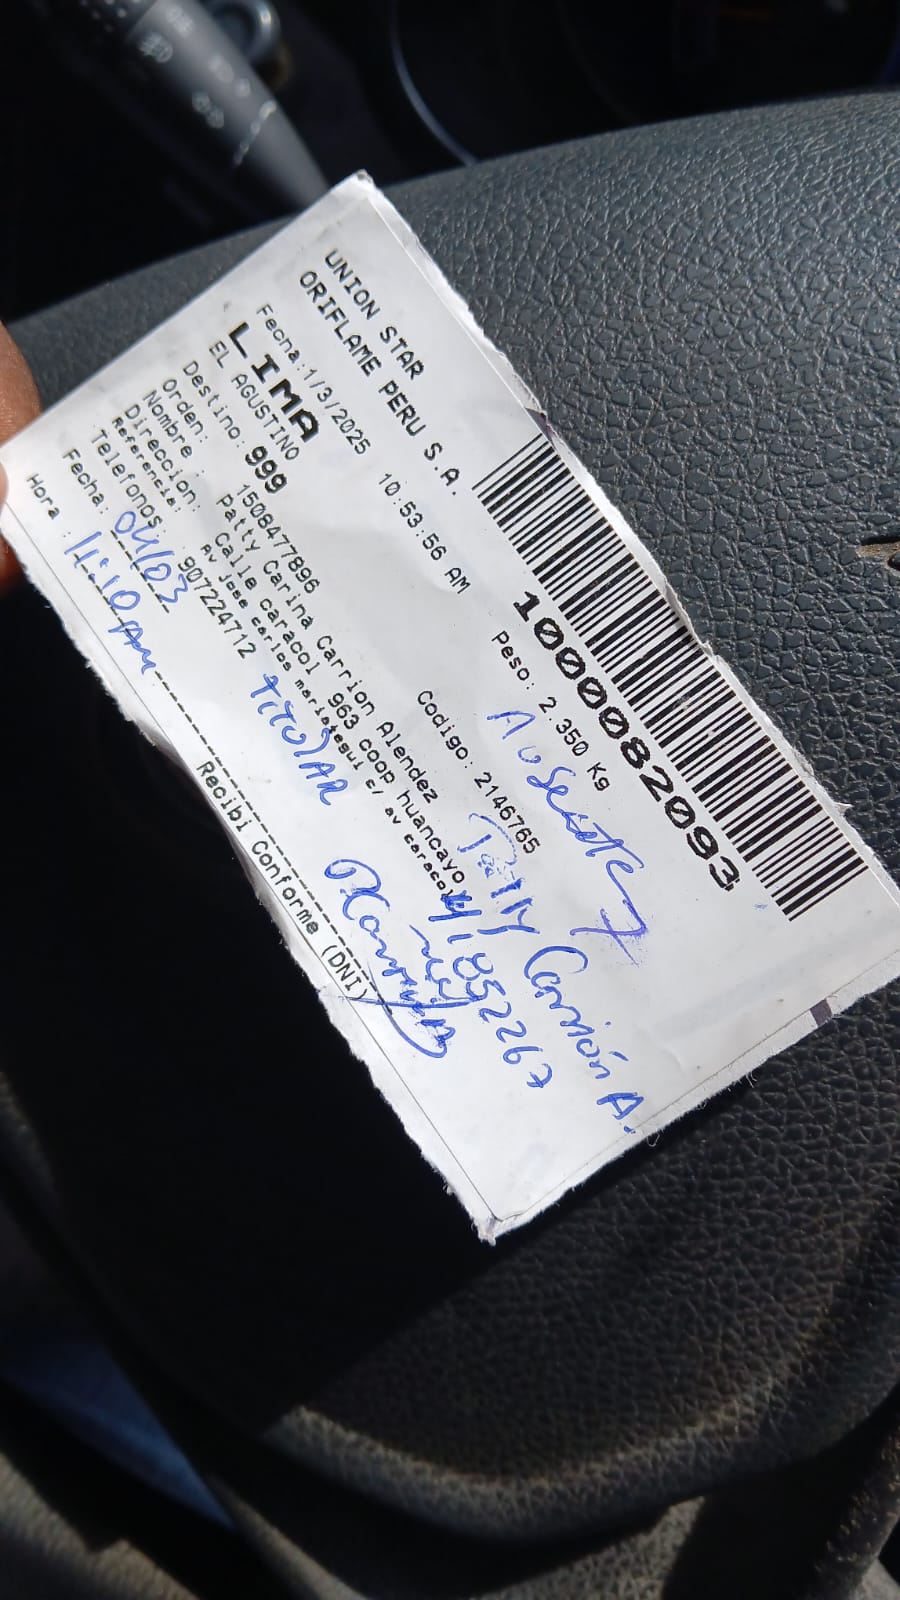 UNION STAR
ORIFLAME PERU S.A.
Fecha:1/3/2025 10:53:56 AM
1000082093
LIMA
Peso: 2.350 Kg
EL AGUSTINO
Ausente
Destino: 999
Codigo: 2146765
Orden: 1508477896
Nombre : Patty Carina Carrion Alendez
Patty Carrión A.
Direccion: Calle caracol 963 coop huancayo
Referencia: Av Jose carlos mariategui c/ av caracol
Telefonos 907224712
TITULAR
Fecha: 04/03
Hora : 11:10 AM
Recibi Conforme (DNI)